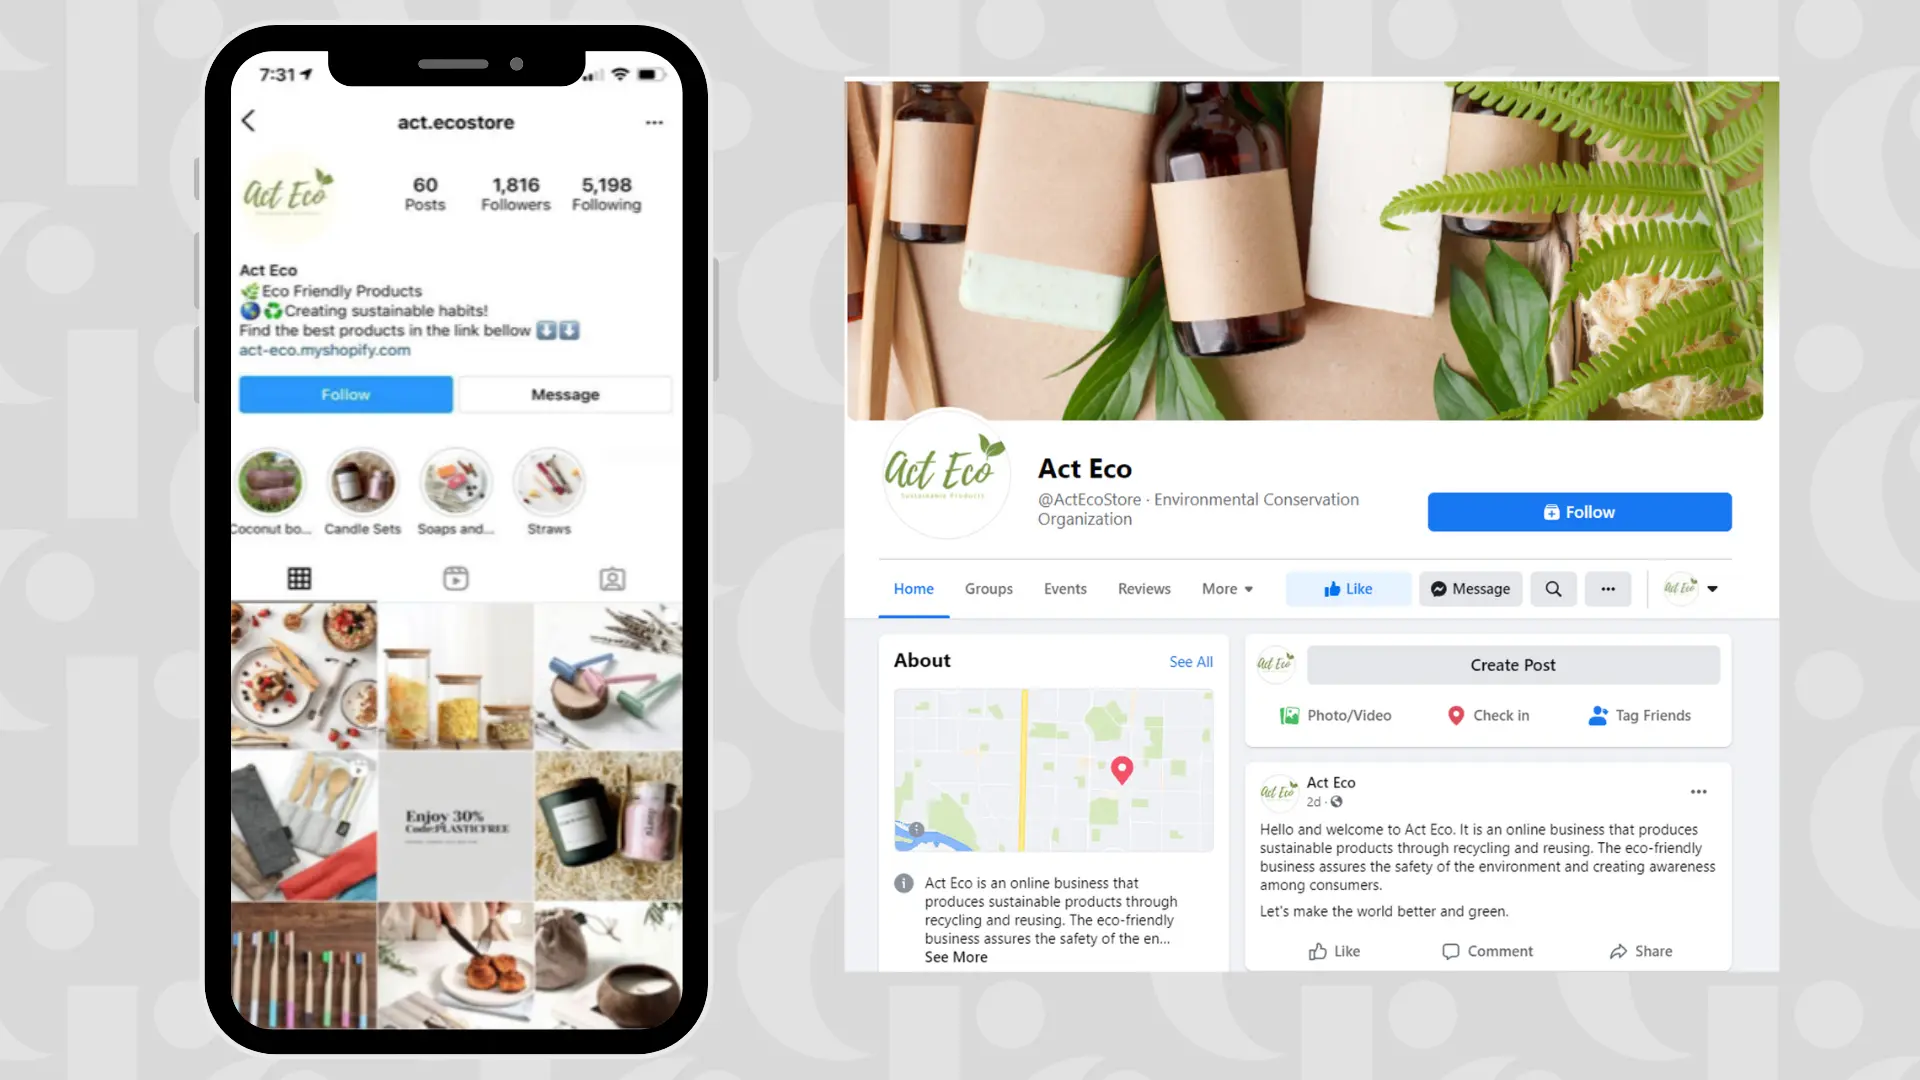 7:31
act.ecostore
Act Eco
60
Posts
1,816
Followers
5,198
Following
Act Eco
Eco Friendly Products
Creating sustainable habits!
Find the best products in the link bellow
act-eco.myshopify.com
Follow
Message
Coconut bo...
Candle Sets
Soaps and...
Straws
Enjoy 30%
Code:PLASTICFREE
Act Eco
Sustainable Products
Act Eco
@ActEcoStore · Environmental Conservation
Organization
Follow
Home
Groups
Events
Reviews
More
Like
Message
Act Eco
About
See All
Act Eco is an online business that
produces sustainable products through
recycling and reusing. The eco-friendly
business assures the safety of the en...
See More
Act Eco
Create Post
Photo/Video
Check in
Tag Friends
Act Eco
Act Eco
2d ·
Hello and welcome to Act Eco. It is an online business that produces
sustainable products through recycling and reusing. The eco-friendly
business assures the safety of the environment and creating awareness
among consumers.
Let's make the world better and green.
Like
Comment
Share